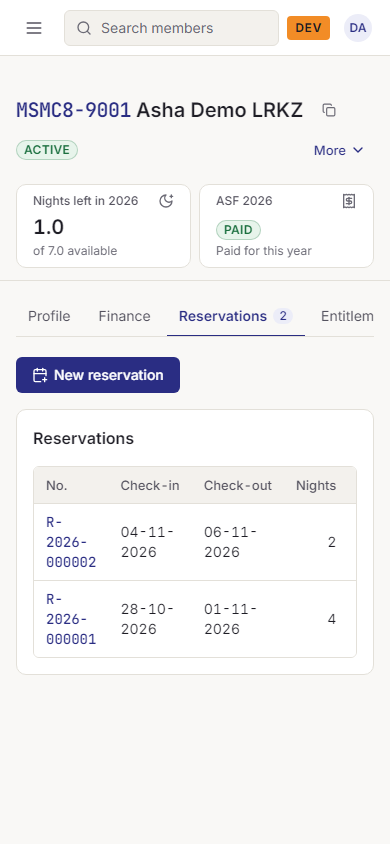 Search members
DEV
DA
MSMC8-9001 Asha Demo LRKZ
ACTIVE
More
Nights left in 2026
1.0
of 7.0 available
ASF 2026
PAID
Paid for this year
Profile
Finance
Reservations 2
Entitlem
New reservation
Reservations
No. Check-in Check-out Nights
R-
2026-
000002
04-11-
2026
06-11-
2026
2
R-
2026-
000001
28-10-
2026
01-11-
2026
4